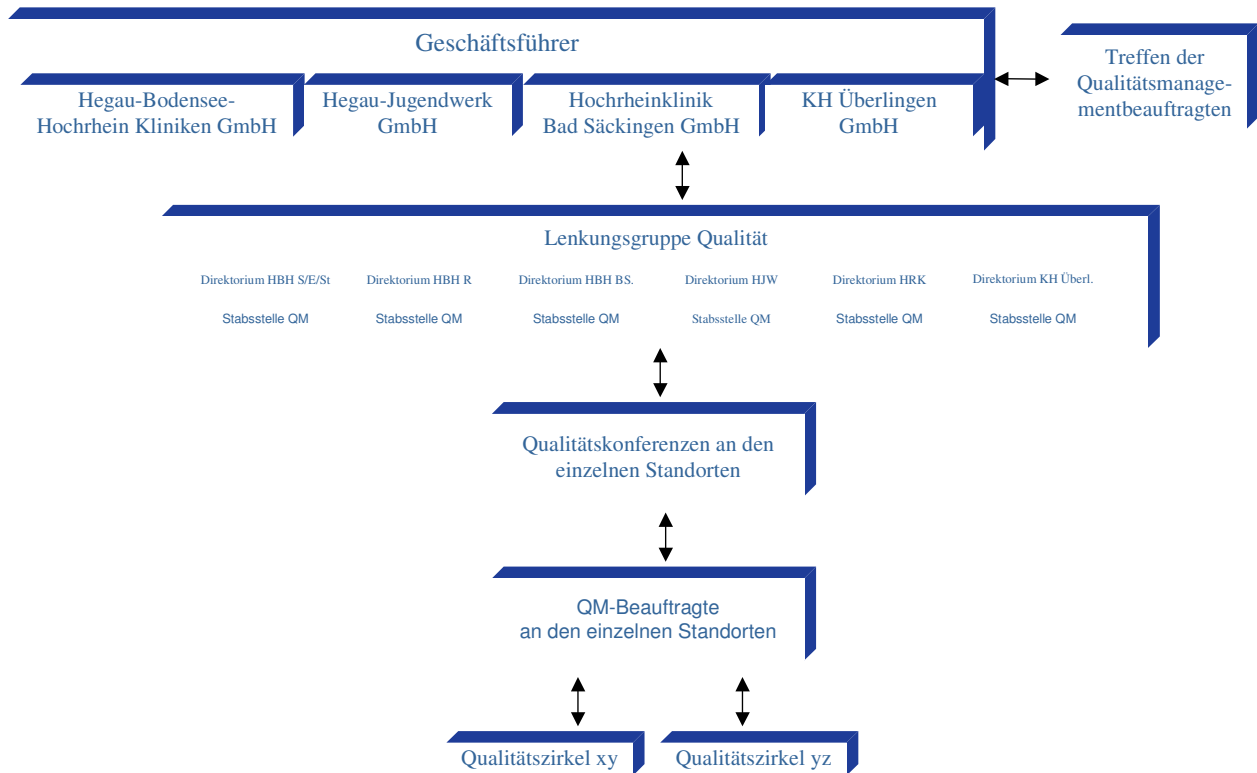 Geschäftsführer
Treffen der
Qualitätsmanage-
mentbeauftragten
Hegau-Bodensee-
Hochrhein Kliniken GmbH
Hegau-Jugendwerk
GmbH
Hochrheinklinik
Bad Säckingen GmbH
KH Überlingen
GmbH
Lenkungsgruppe Qualität
Direktorium HBH S/E/St
Direktorium HBH R
Direktorium HBH BS.
Direktorium HJW
Direktorium HRK
Direktorium KH Überl.
Stabsstelle QM
Stabsstelle QM
Stabsstelle QM
Stabsstelle QM
Stabsstelle QM
Stabsstelle QM
Qualitätskonferenzen an den
einzelnen Standorten
QM-Beauftragte
an den einzelnen Standorten
Qualitätszirkel xy
Qualitätszirkel yz